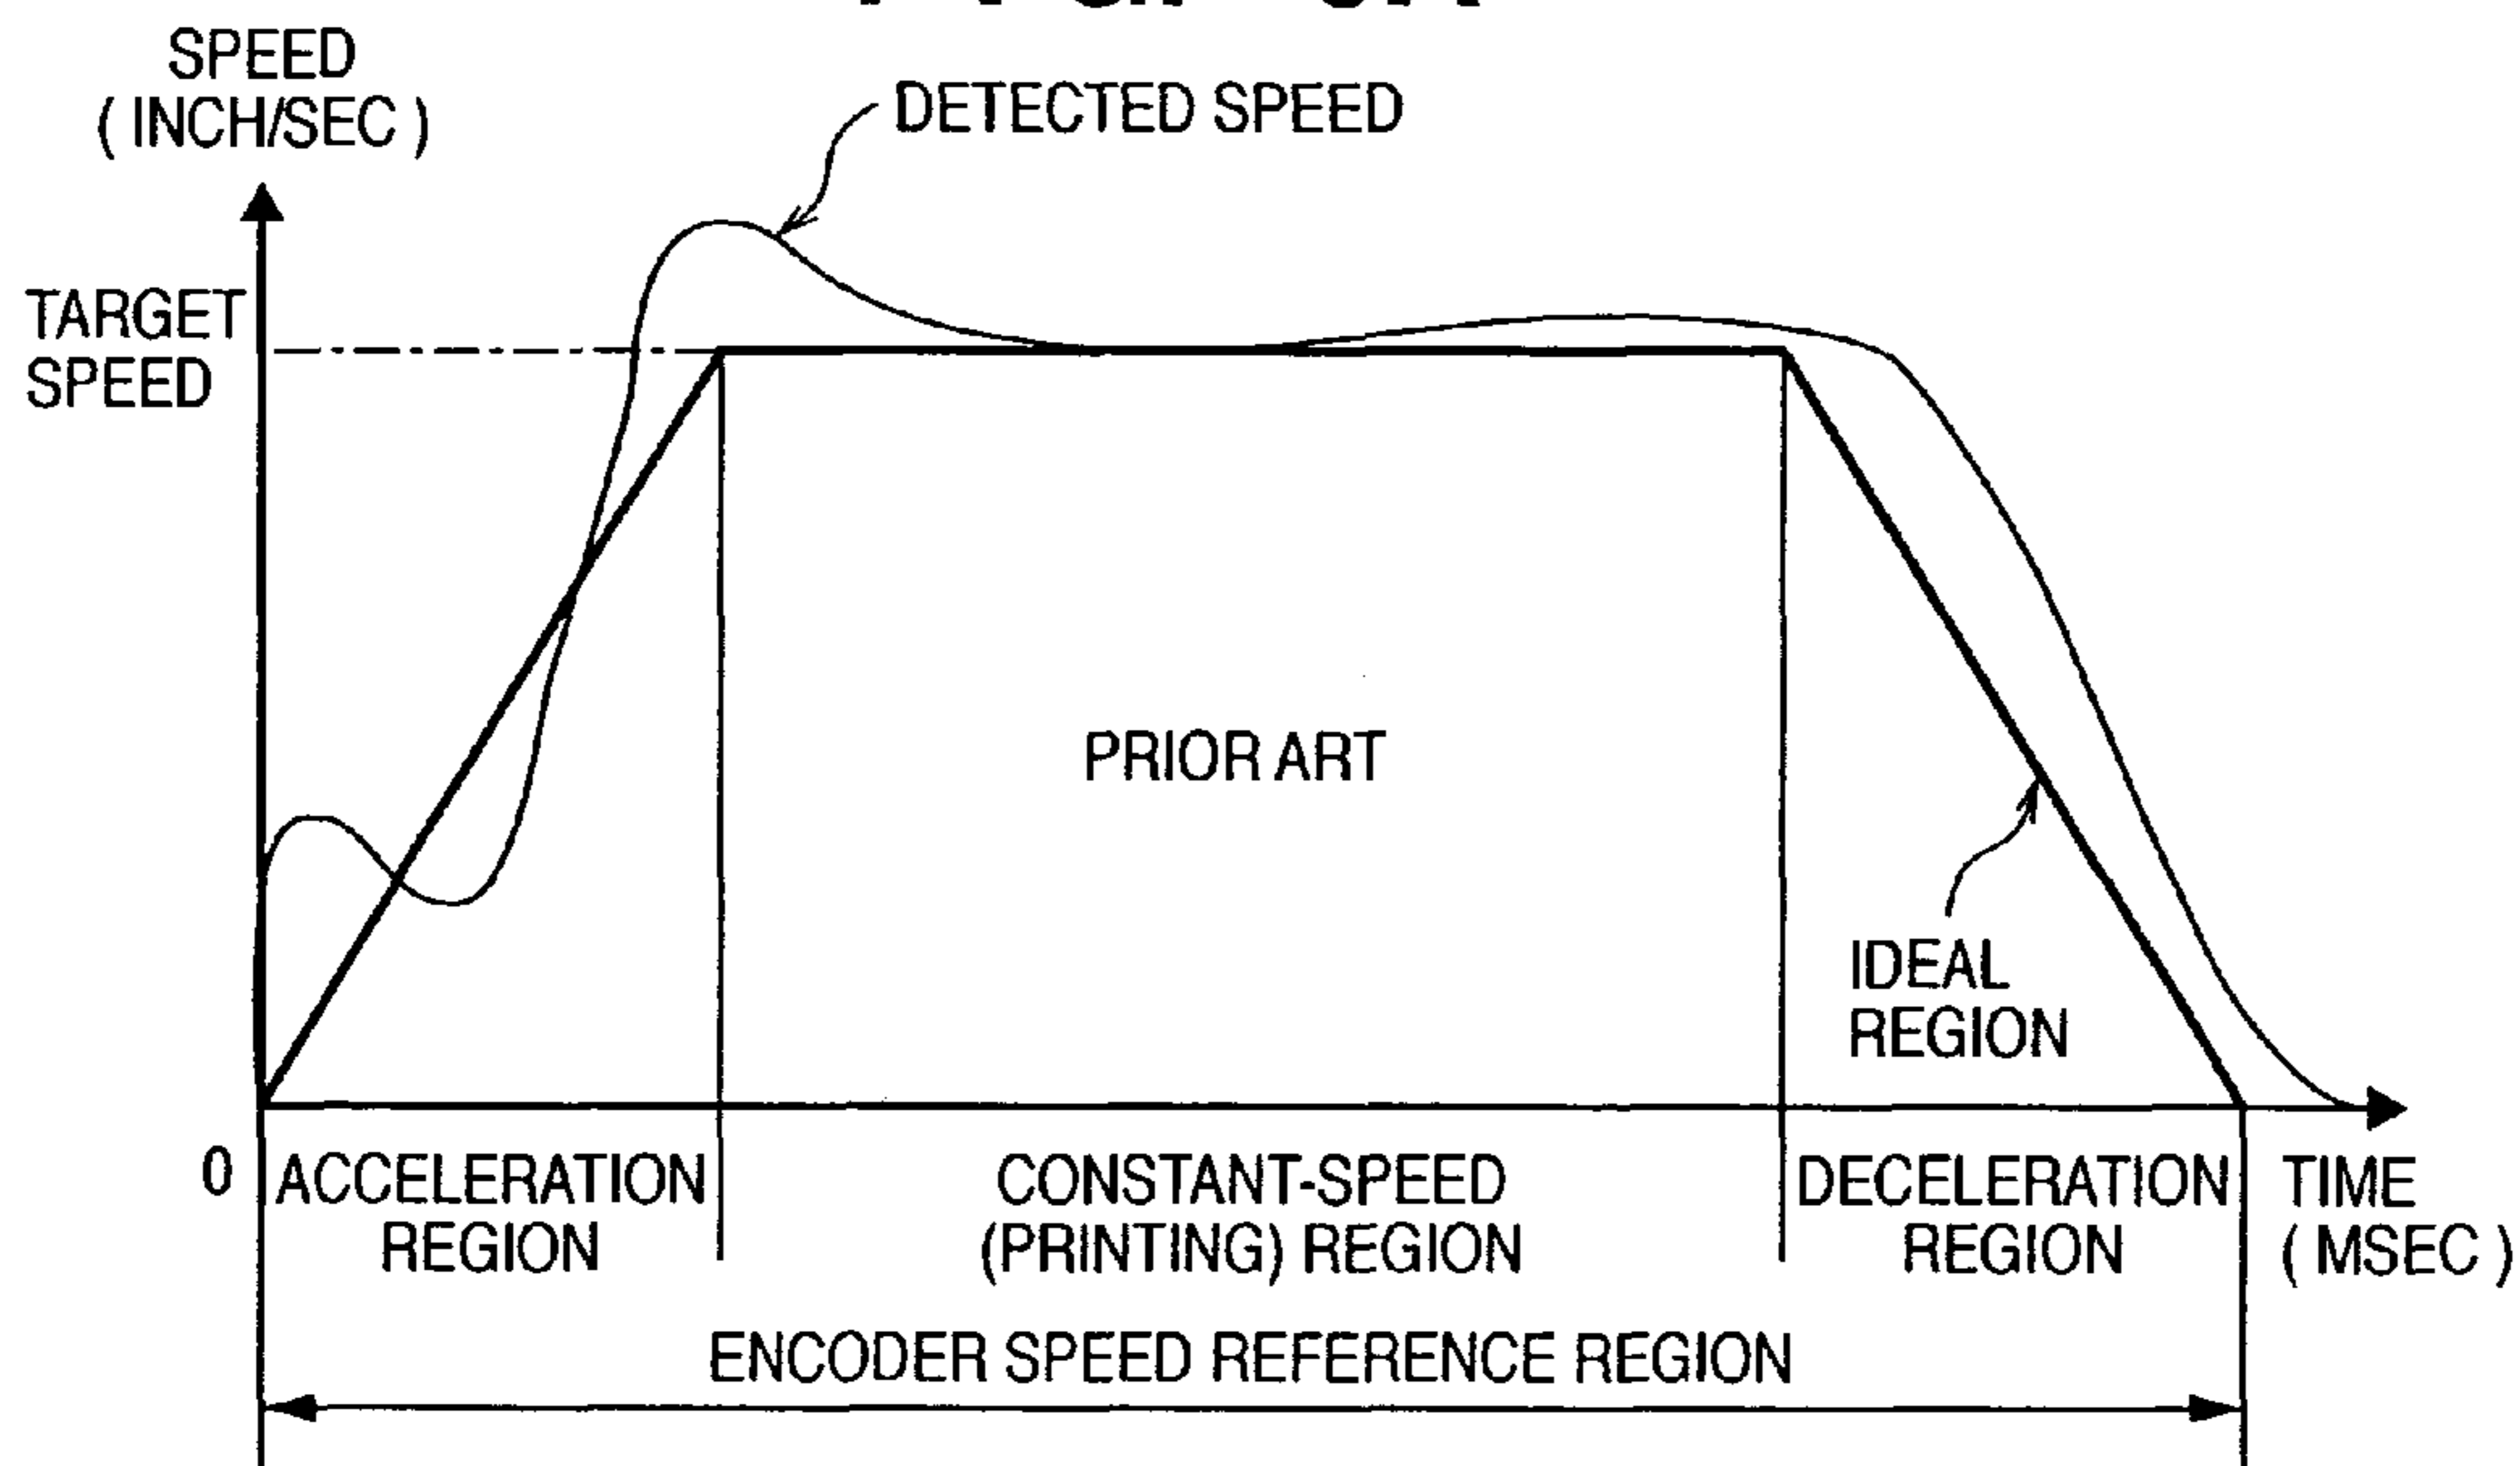 SPEED
( INCH/SEC )
DETECTED SPEED
TARGET
SPEED
PRIOR ART
IDEAL
REGION
0
ACCELERATION
REGION
CONSTANT-SPEED
(PRINTING) REGION
DECELERATION
REGION
TIME
( MSEC )
ENCODER SPEED REFERENCE REGION